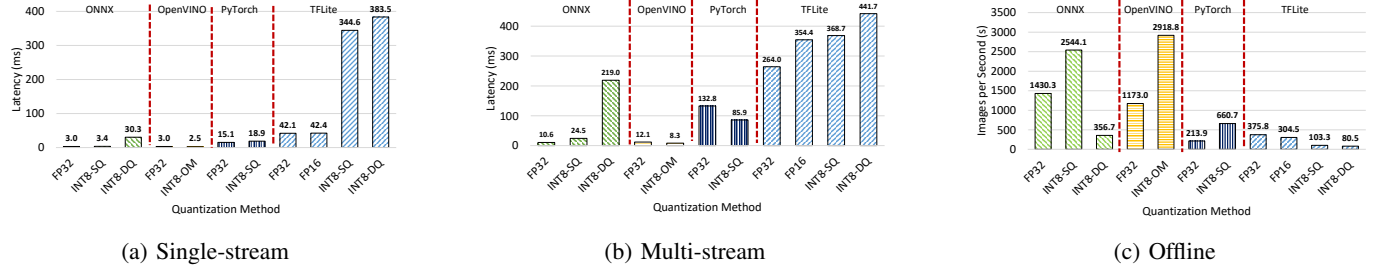 ONNX OpenVINO PyTorch TFLite
Latency (ms)
400
300
200
100
0
3.0 3.4 30.3 3.0 2.5 15.1 18.9 42.1 42.4 344.6 383.5
FP32 INT8-SQ INT8-DQ FP32 INT8-OM FP32 INT8-SQ FP32 FP16 INT8-SQ INT8-DQ
Quantization Method
(a) Single-stream
ONNX OpenVINO PyTorch TFLite
Latency (ms)
400
300
200
100
0
10.6 24.5 219.0 12.1 8.3 132.8 85.9 264.0 354.4 368.7 441.7
FP32 INT8-SQ INT8-DQ FP32 INT8-OM FP32 INT8-SQ FP32 FP16 INT8-SQ INT8-DQ
Quantization Method
(b) Multi-stream
ONNX OpenVINO PyTorch TFLite
Images per Second (s)
3500
3000
2500
2000
1500
1000
500
0
1430.3 2544.1 356.7 1173.0 2918.8 213.9 660.7 375.8 304.5 103.3 80.5
FP32 INT8-SQ INT8-DQ FP32 INT8-OM FP32 INT8-SQ FP32 FP16 INT8-SQ INT8-DQ
Quantization Method
(c) Offline